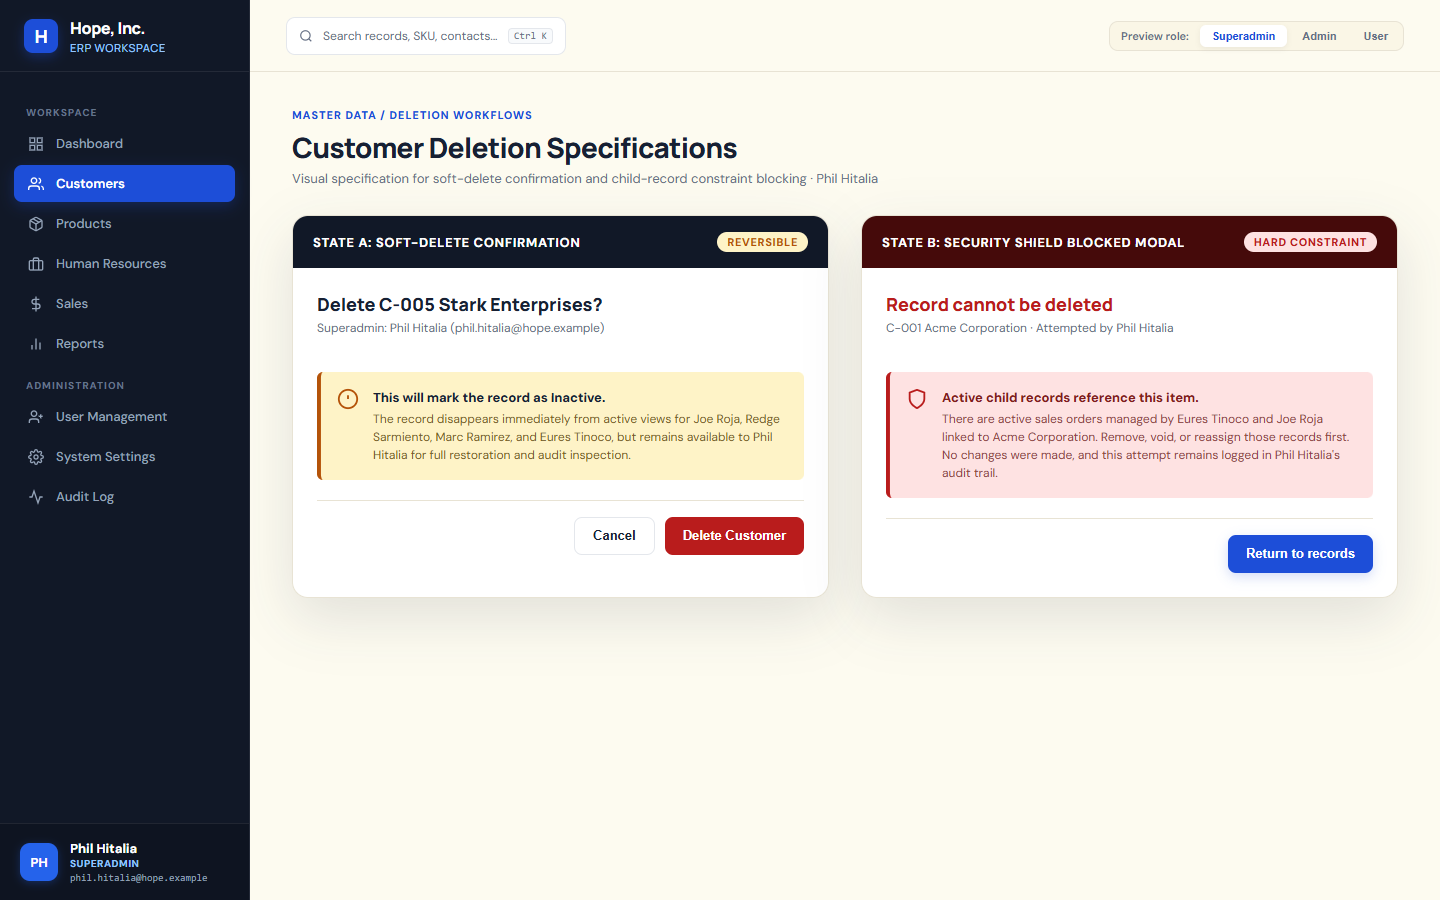 H
Hope, Inc.
ERP WORKSPACE
Search records, SKU, contacts...
Ctrl K
Preview role:
Superadmin
Admin
User
WORKSPACE
Dashboard
Customers
Products
Human Resources
Sales
Reports
ADMINISTRATION
User Management
System Settings
Audit Log
PH
Phil Hitalia
SUPERADMIN
phil.hitalia@hope.example
MASTER DATA / DELETION WORKFLOWS
Customer Deletion Specifications
Visual specification for soft-delete confirmation and child-record constraint blocking · Phil Hitalia
STATE A: SOFT-DELETE CONFIRMATION
REVERSIBLE
Delete C-005 Stark Enterprises?
Superadmin: Phil Hitalia (phil.hitalia@hope.example)
This will mark the record as Inactive.
The record disappears immediately from active views for Joe Roja, Redge
Sarmiento, Marc Ramirez, and Eures Tinoco, but remains available to Phil
Hitalia for full restoration and audit inspection.
Cancel
Delete Customer
STATE B: SECURITY SHIELD BLOCKED MODAL
HARD CONSTRAINT
Record cannot be deleted
C-001 Acme Corporation · Attempted by Phil Hitalia
Active child records reference this item.
There are active sales orders managed by Eures Tinoco and Joe Roja
linked to Acme Corporation. Remove, void, or reassign those records first.
No changes were made, and this attempt remains logged in Phil Hitalia's
audit trail.
Return to records